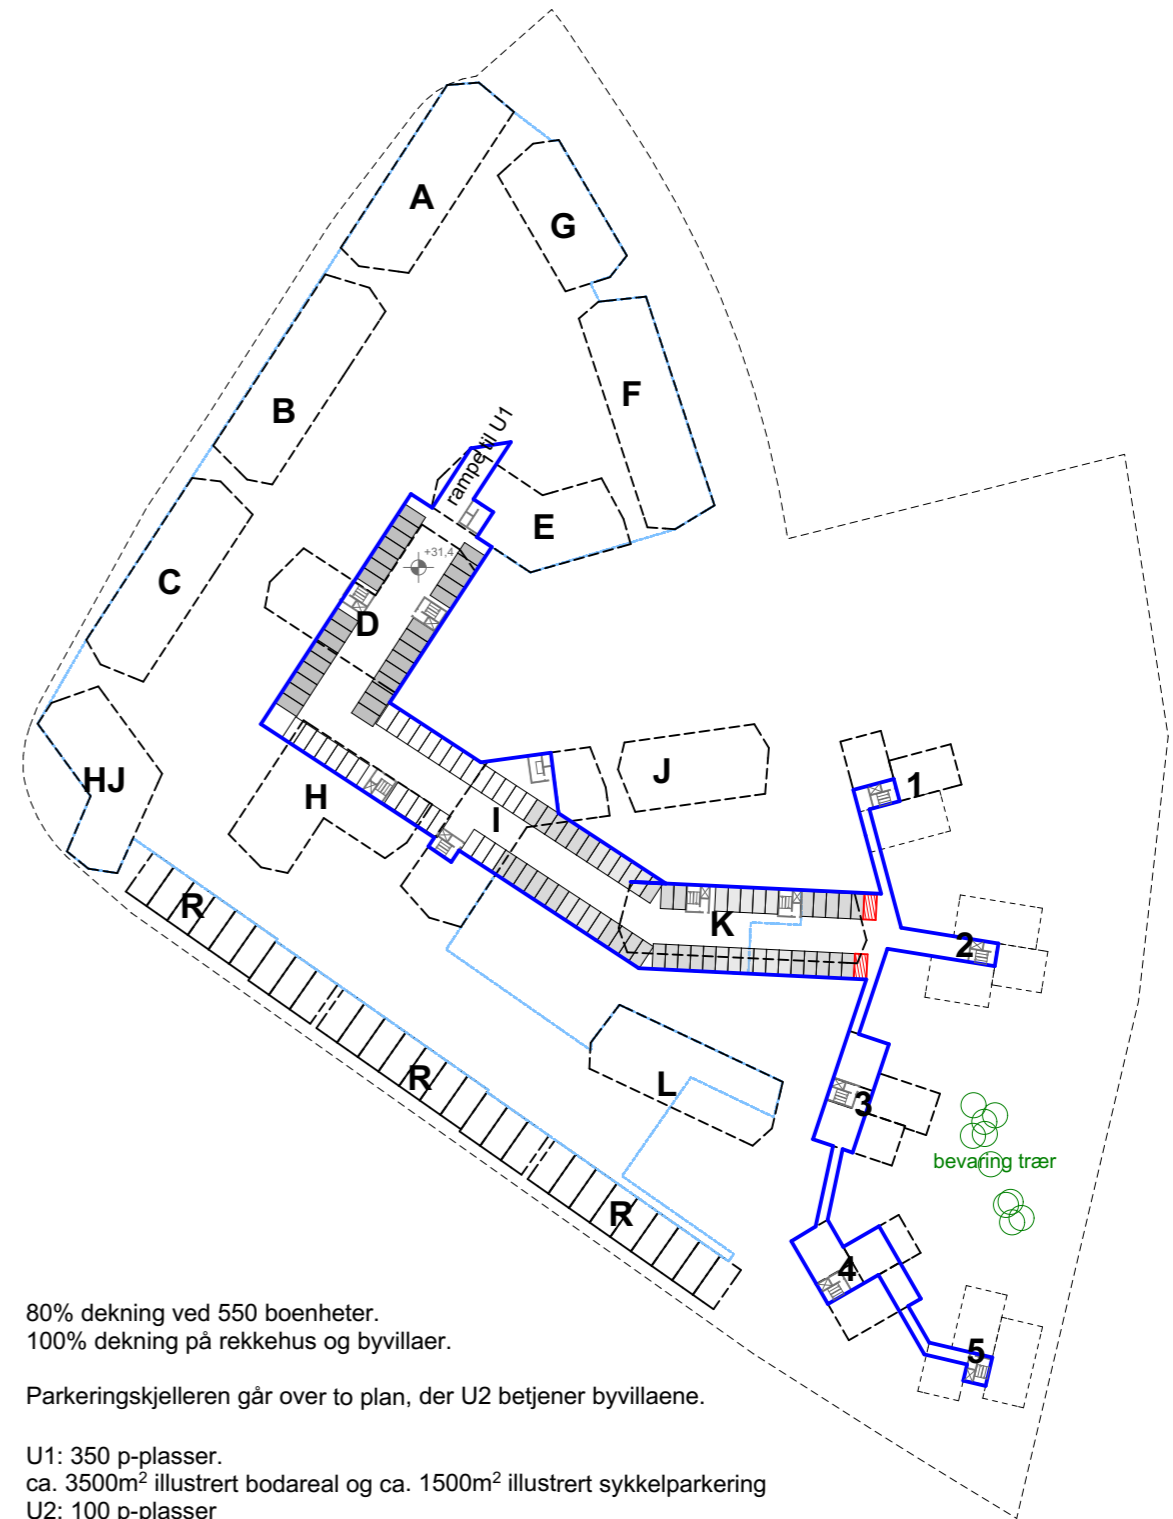 A
G
B
F
rampe til U1
E
+31,4
C
D
HJ
H
J
I
1
R
K
2
R
L
3
bevaring trær
R
4
5
80% dekning ved 550 boenheter.
100% dekning på rekkehus og byvillaer.
Parkeringskjelleren går over to plan, der U2 betjener byvillaene.
U1: 350 p-plasser.
ca. 3500m² illustrert bodareal og ca. 1500m² illustrert sykkelparkering
U2: 100 p-plasser